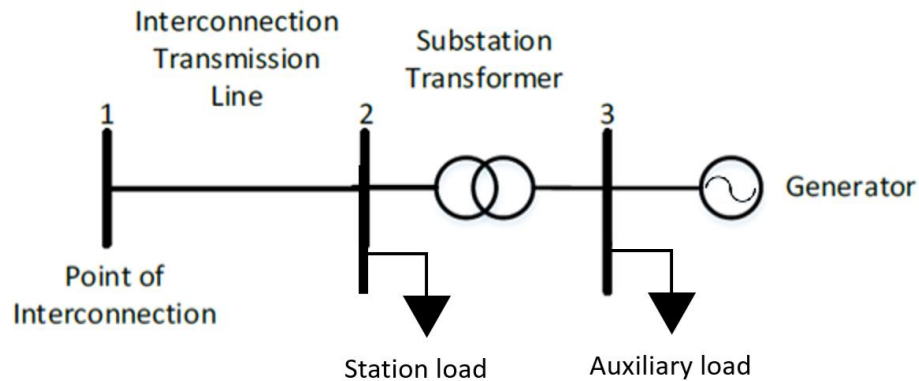 Interconnection
Transmission
Line
Substation
Transformer
1
2
3
Generator
Point of
Interconnection
Station load
Auxiliary load